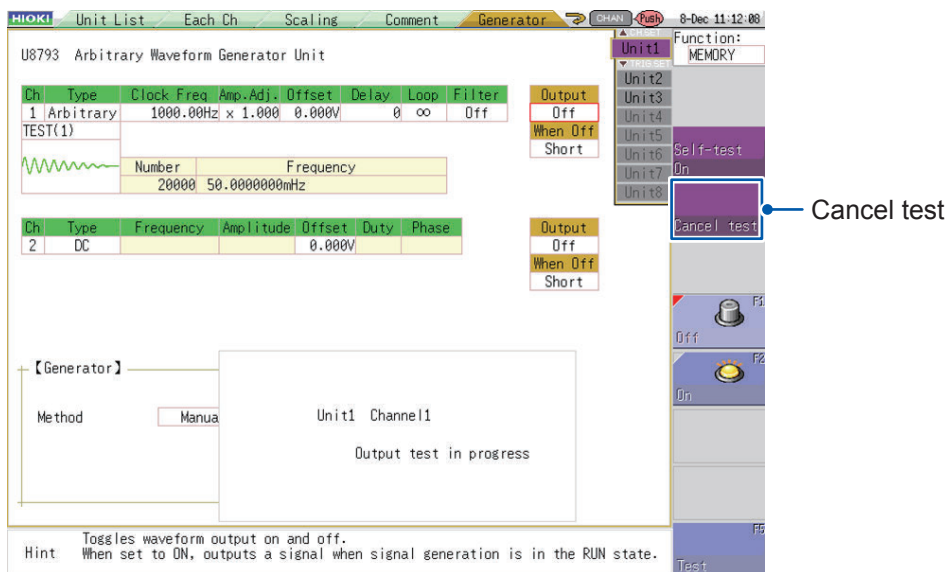 HIOKI Unit List Each Ch Scaling Comment Generator CHAN Push 8-Dec 11:12:08
Function:
MEMORY
U8793 Arbitrary Waveform Generator Unit
▲ CH.SET
Unit1
▼ TRIG.SET
Unit2
Unit3
Unit4
Unit5
Unit6
Unit7
Unit8
Ch Type Clock Freq Amp.Adj. Offset Delay Loop Filter
1 Arbitrary 1000.00Hz x 1.000 0.000V 0 ∞ Off
TEST(1)
Number Frequency
20000 50.0000000mHz
Output
Off
When Off
Short
Self-test
On
Cancel test
Cancel test
Ch Type Frequency Amplitude Offset Duty Phase
2 DC 0.000V
Output
Off
When Off
Short
F1
Off
F2
On
【Generator】
Method Manua
Unit1 Channel1
Output test in progress
F5
Test
Hint Toggles waveform output on and off.
When set to ON, outputs a signal when signal generation is in the RUN state.